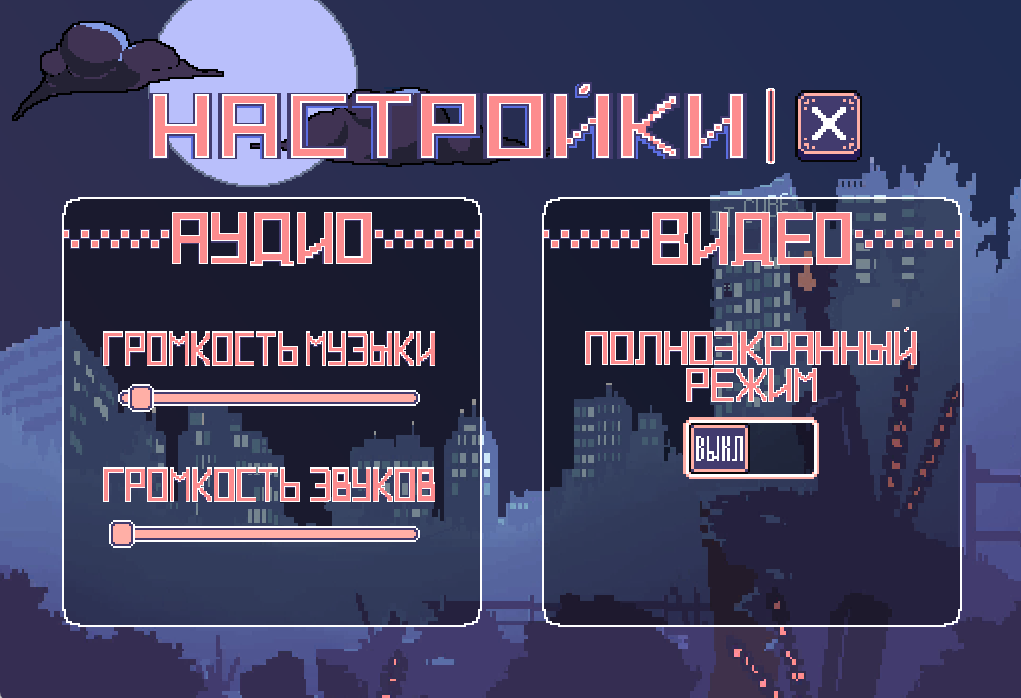 НАСТРОЙКИ
АУДИО
ГРОМКОСТЬ МУЗЫКИ
ГРОМКОСТЬ ЗВУКОВ
ВИДЕО
ПОЛНОЭКРАННЫЙ
РЕЖИМ
ВЫКЛ